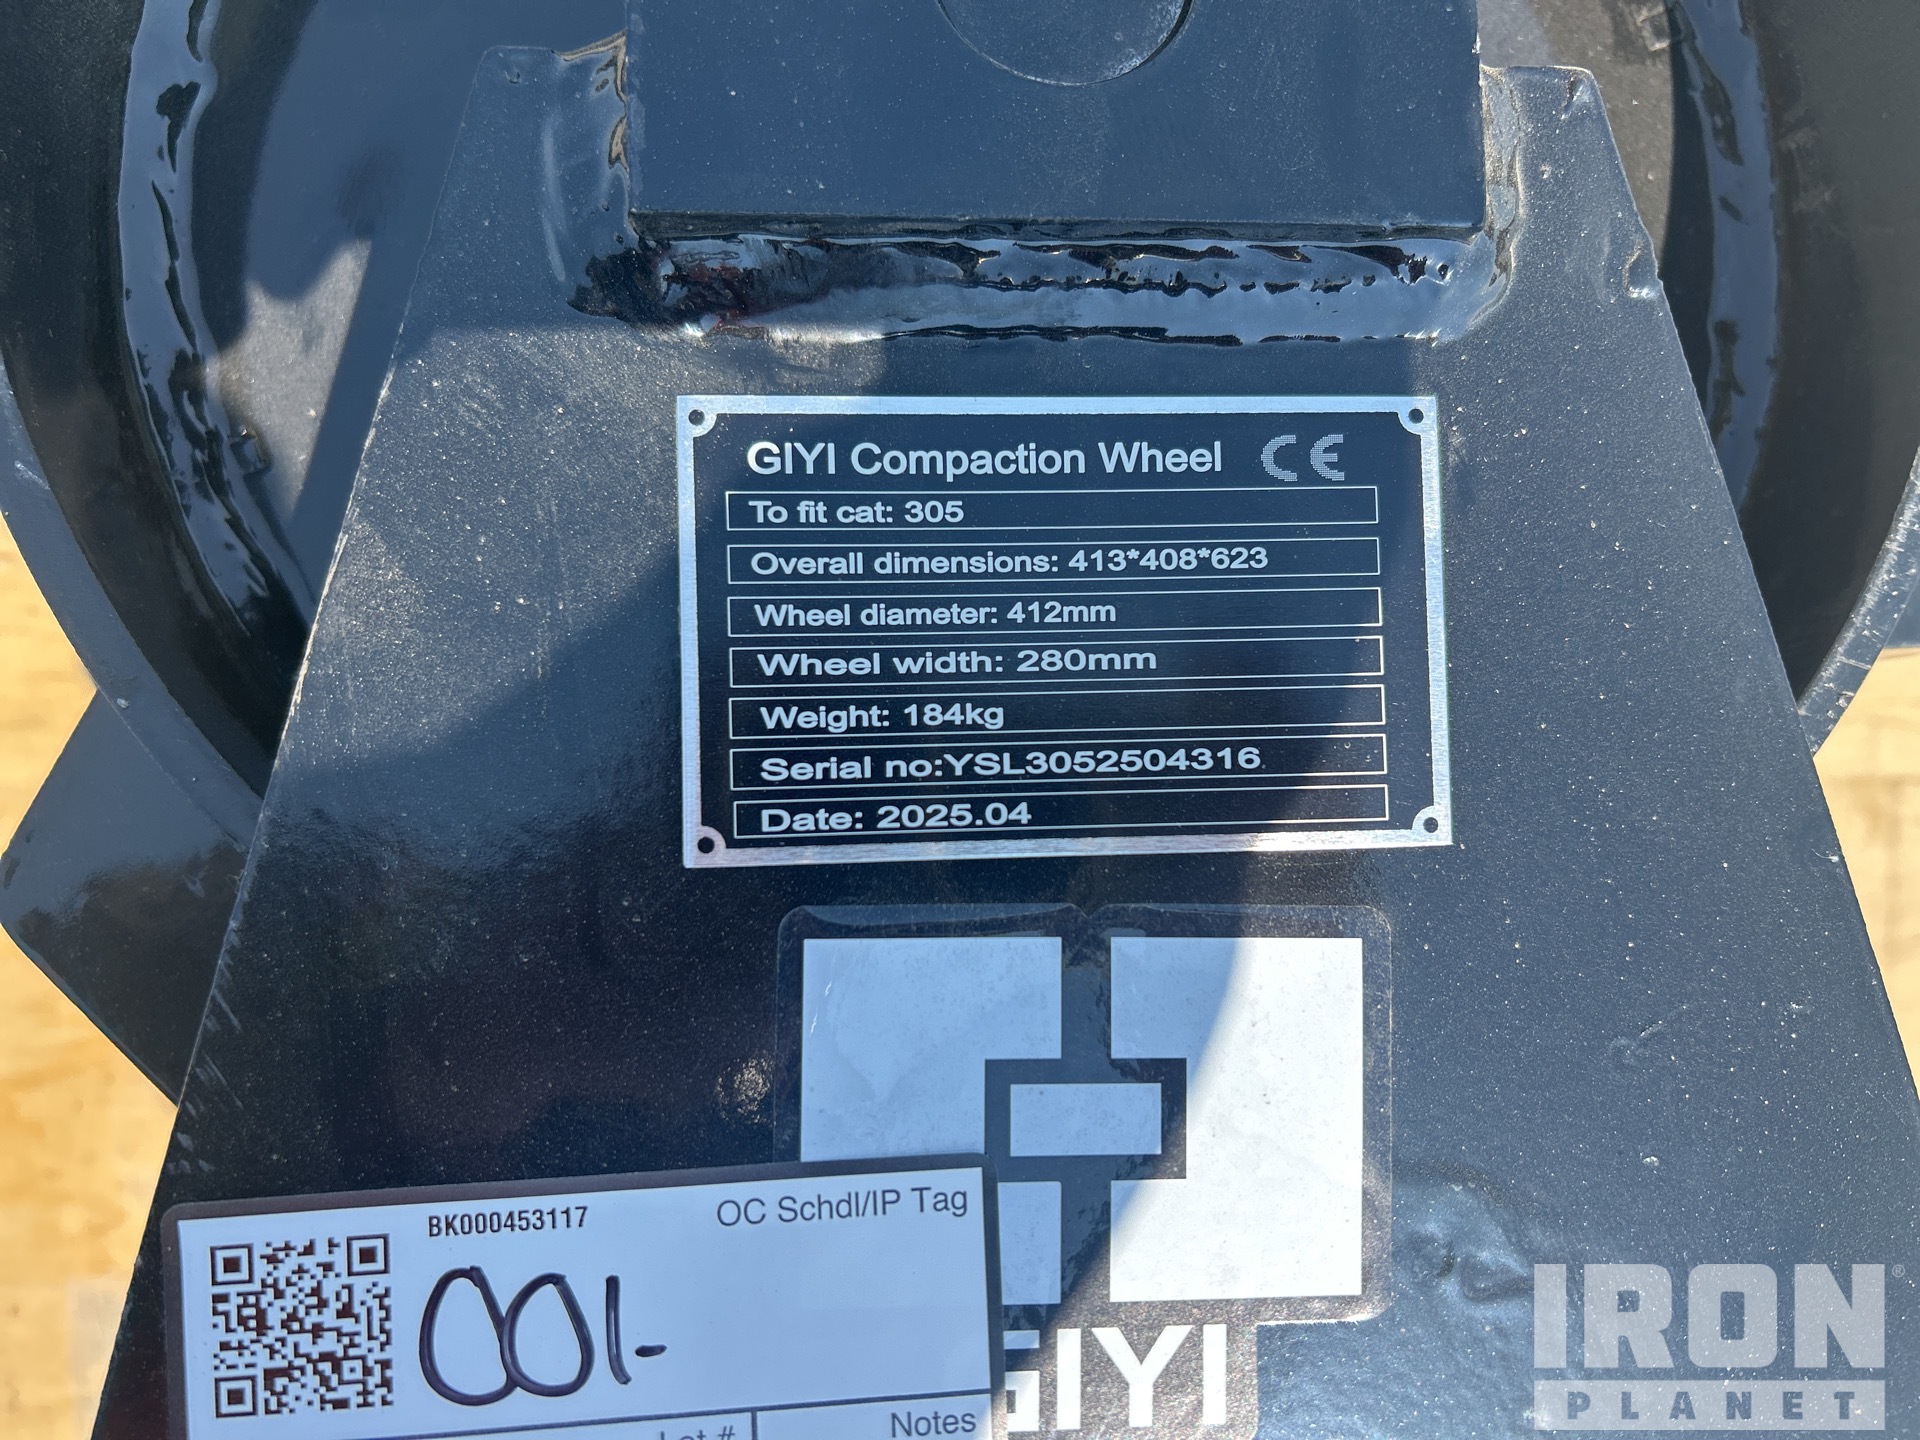 GIYI Compaction Wheel CE
To fit cat: 305
Overall dimensions: 413*408*623
Wheel diameter: 412mm
Wheel width: 280mm
Weight: 184kg
Serial no:YSL3052504316
Date: 2025.04
BK000453117
OC Schdl/IP Tag
001-
Lot #
Notes
GIYI
IRON®
PLANET